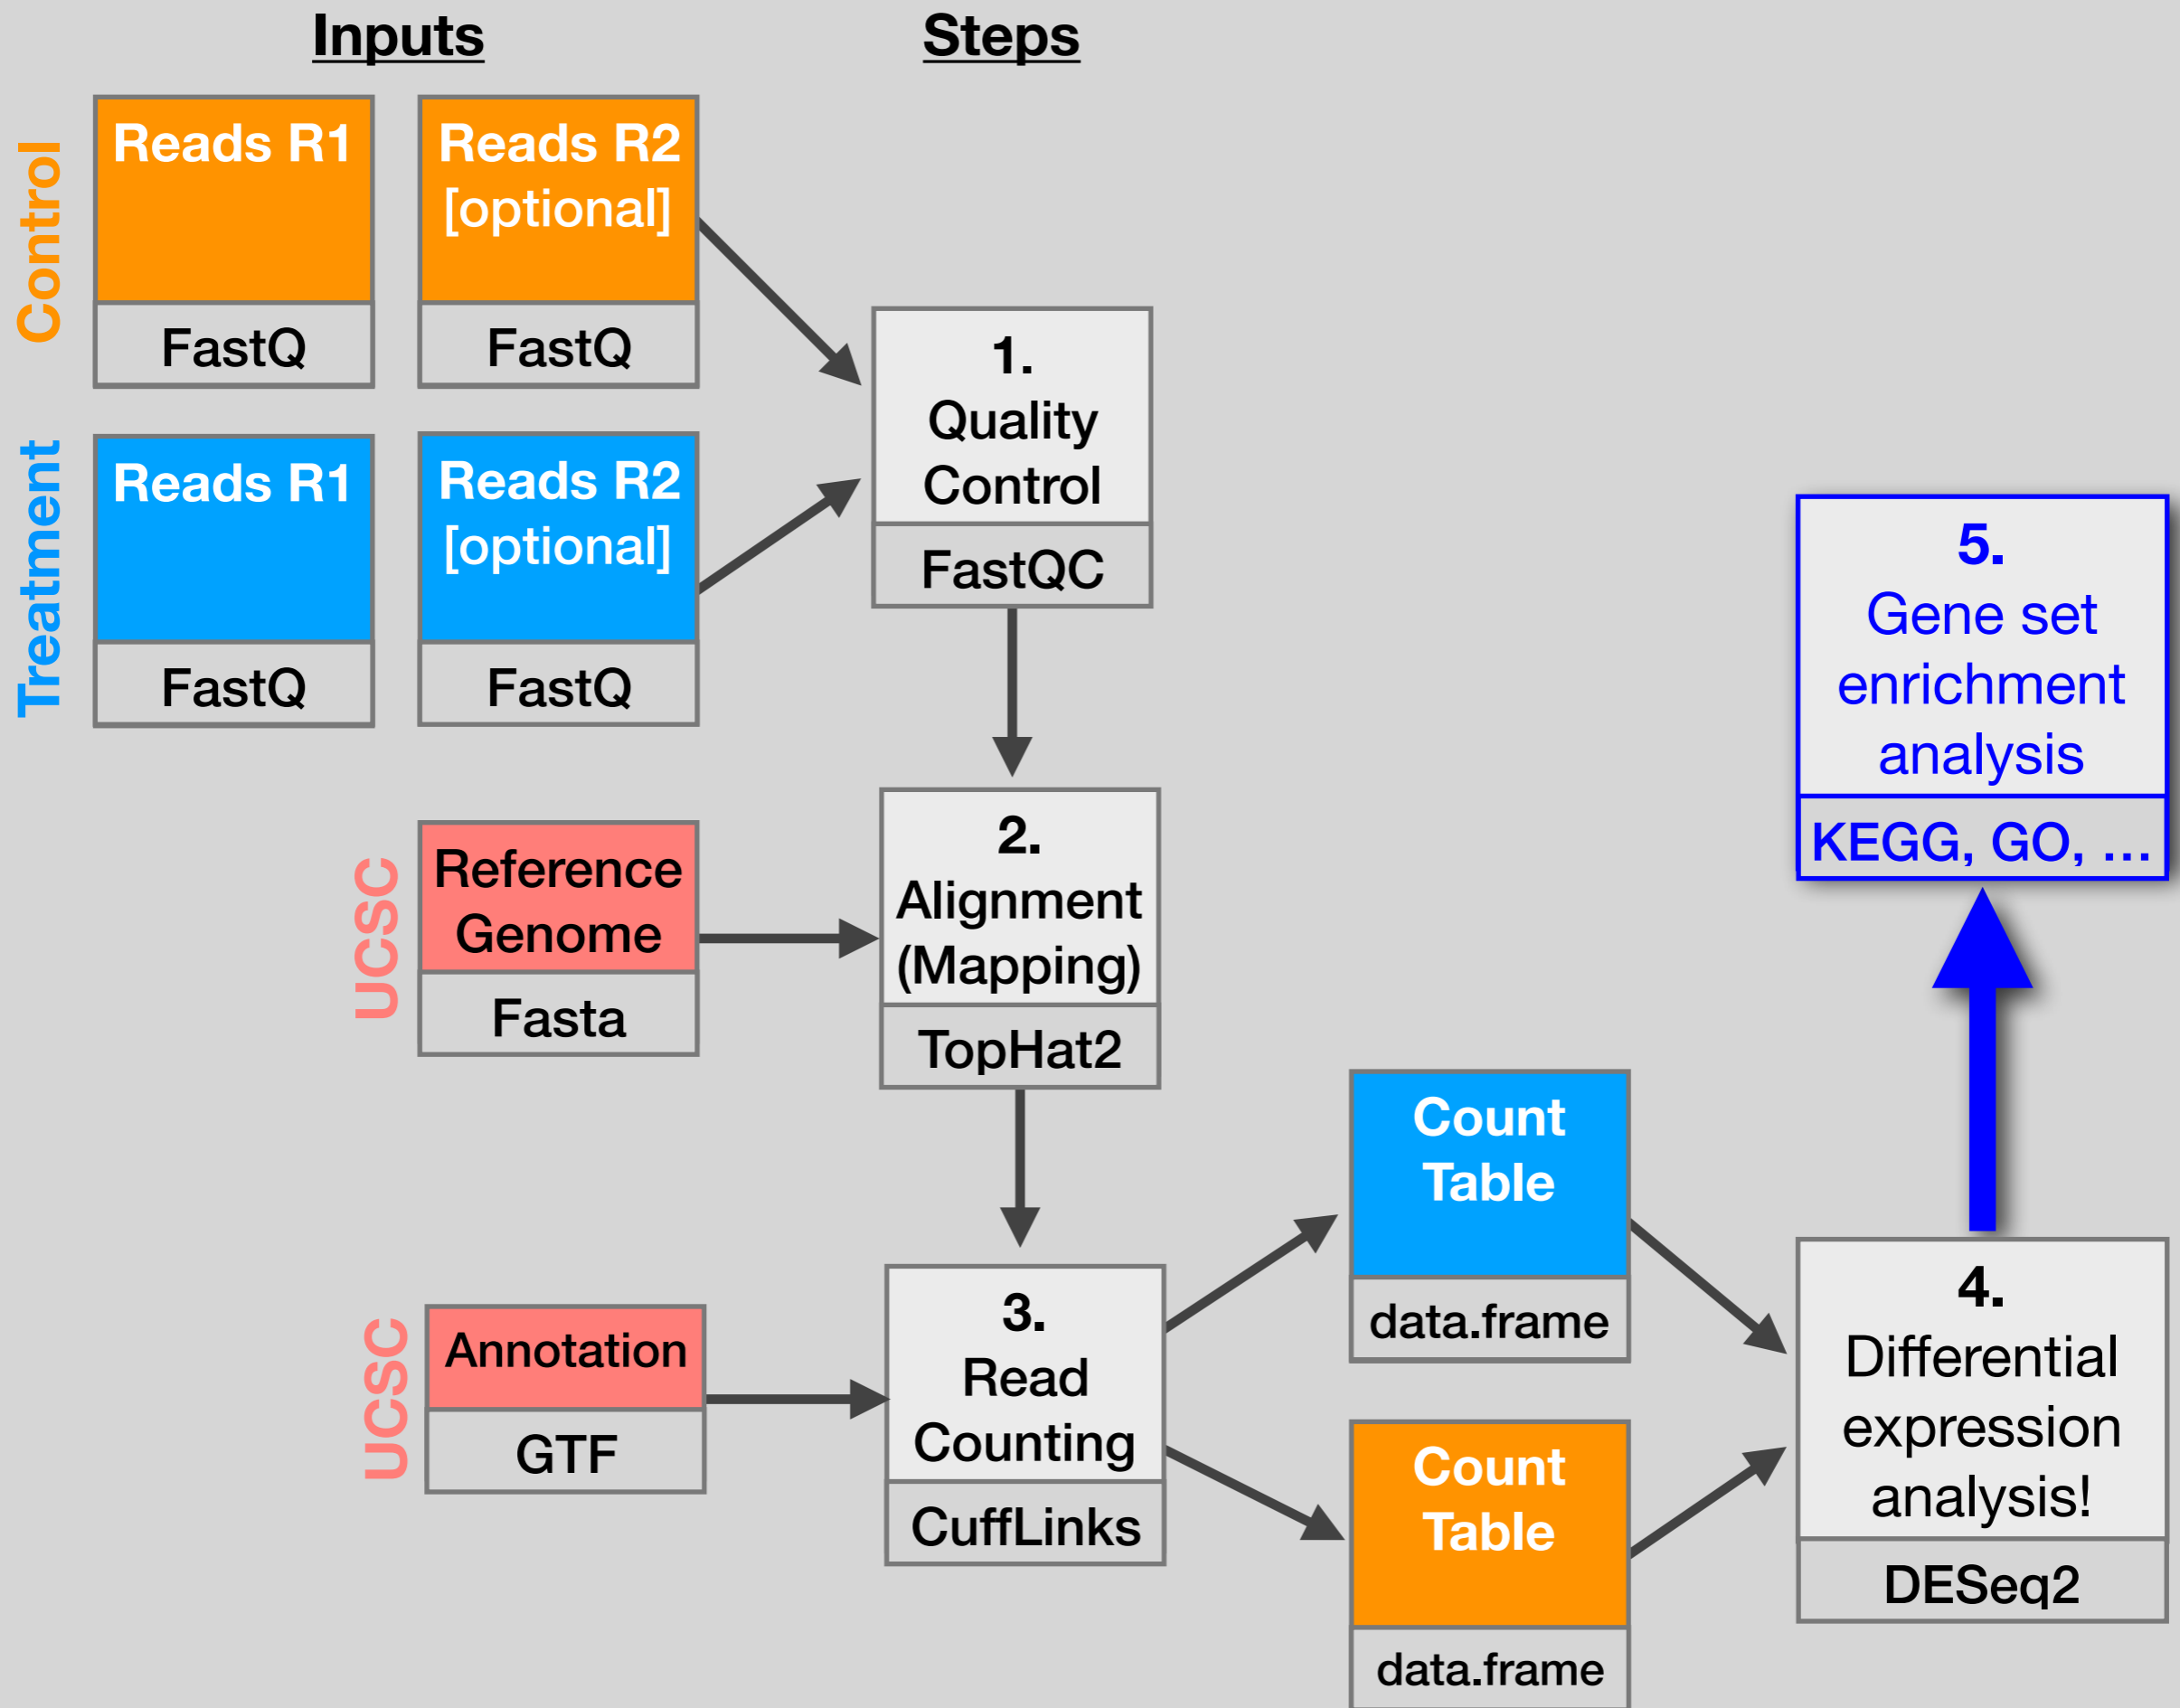 Inputs
Steps
Control
Reads R1
FastQ
Reads R2
[optional]
FastQ
Treatment
Reads R1
FastQ
Reads R2
[optional]
FastQ
1.
Quality
Control
FastQC
UCSC
Reference
Genome
Fasta
2.
Alignment
(Mapping)
TopHat2
UCSC
Annotation
GTF
3.
Read
Counting
CuffLinks
Count
Table
data.frame
Count
Table
data.frame
4.
Differential
expression
analysis!
DESeq2
5.
Gene set
enrichment
analysis
KEGG, GO, ...